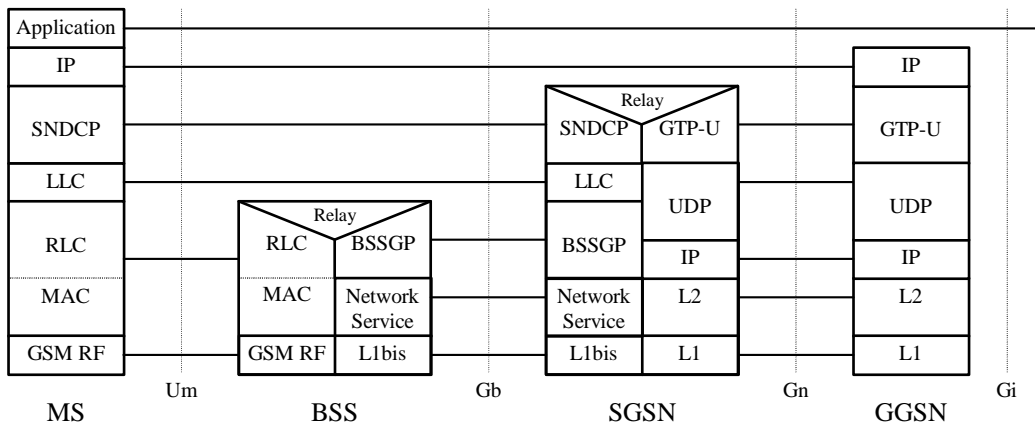 Application
IP
IP
Relay
SNDCP
SNDCP
GTP-U
GTP-U
LLC
LLC
UDP
UDP
Relay
RLC
RLC
BSSGP
BSSGP
IP
IP
MAC
MAC
Network
Service
Network
Service
L2
L2
GSM RF
GSM RF
L1bis
L1bis
L1
L1
Um
Gb
Gn
Gi
MS
BSS
SGSN
GGSN